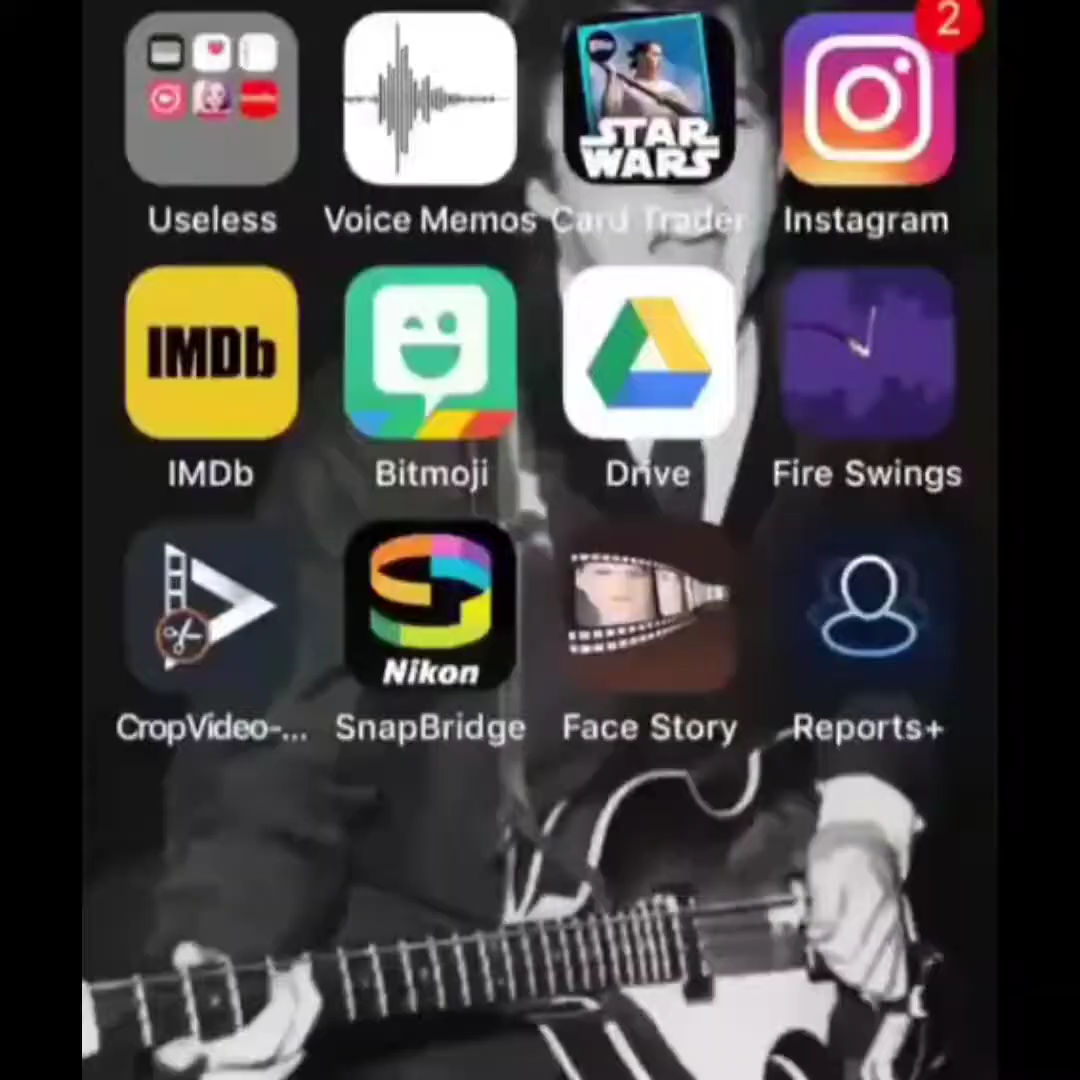 2
STAR
WARS
Useless Voice Memos Card Trader Instagram
IMDb
IMDb Bitmoji Drive Fire Swings
Nikon
CropVideo-... SnapBridge Face Story Reports+